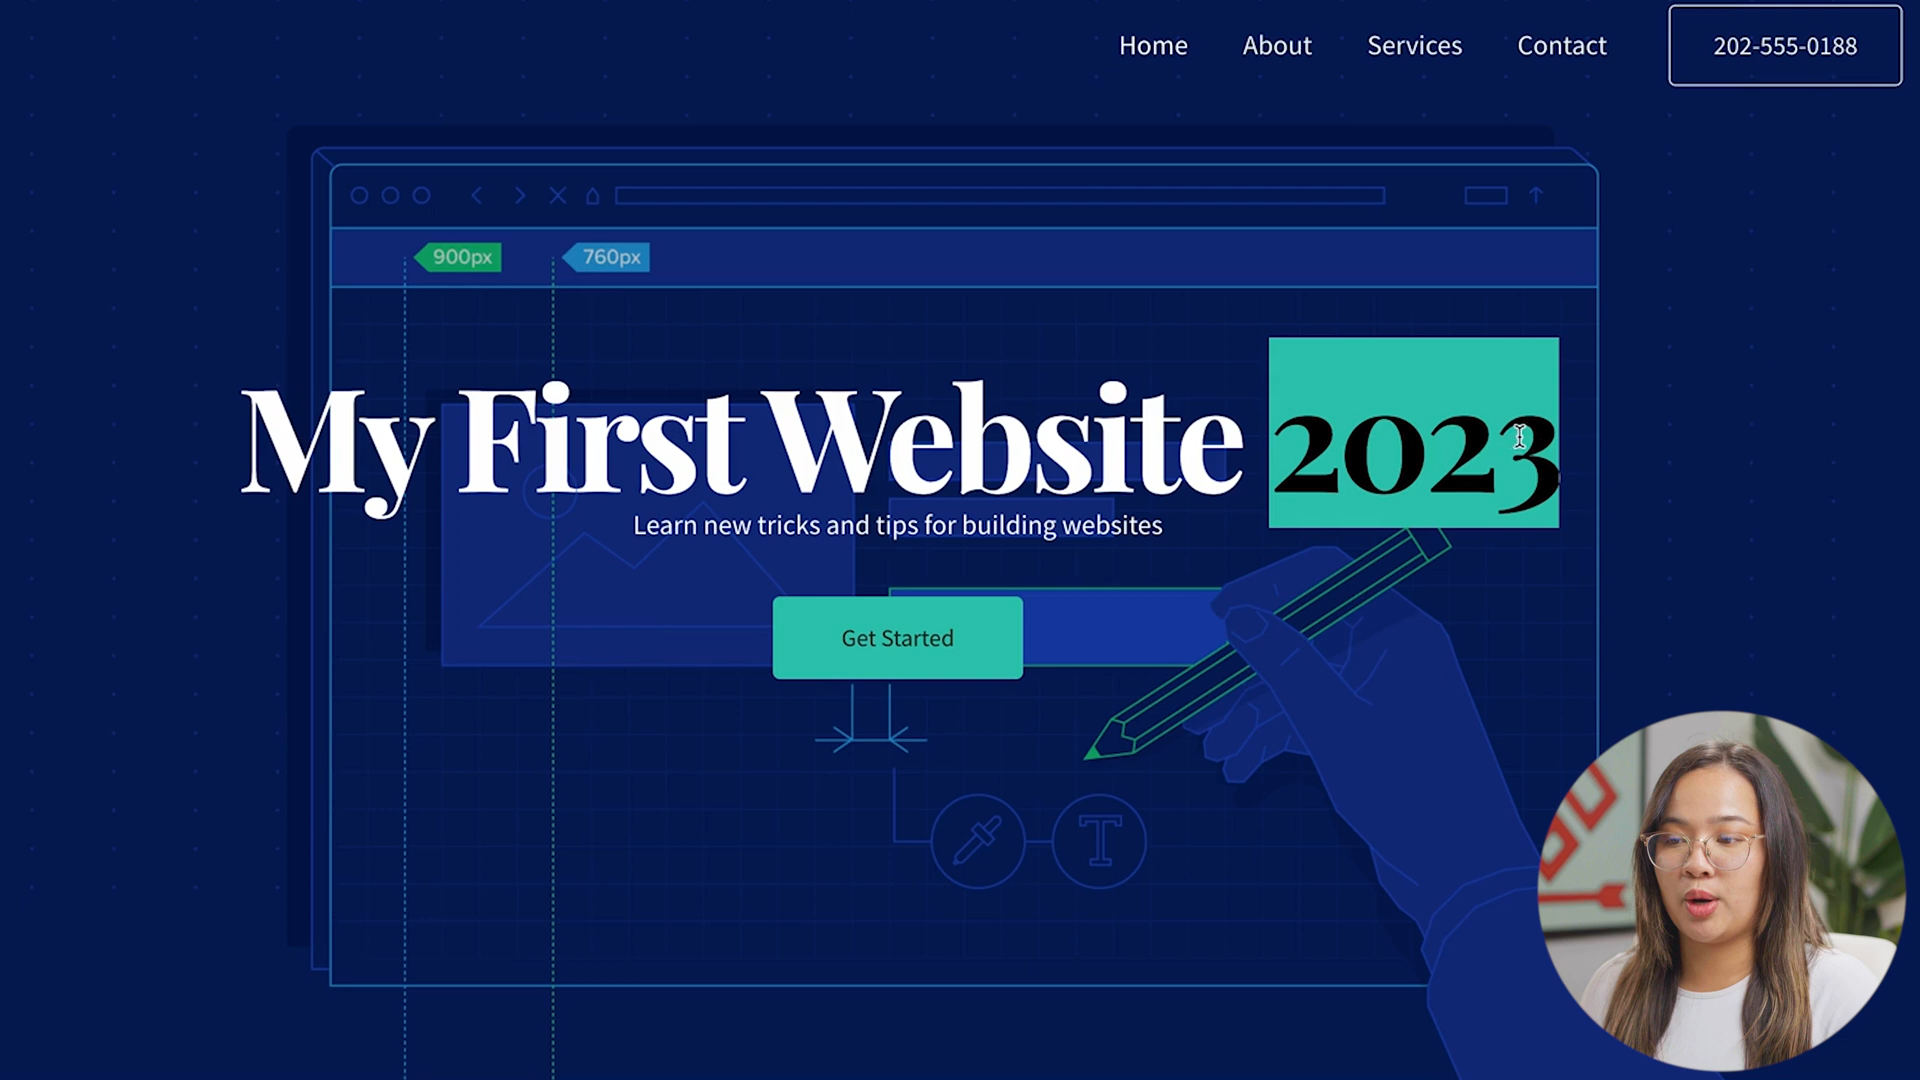 Home About Services Contact 202-555-0188
900px 760px
My First Website 2023
Learn new tricks and tips for building websites
Get Started
T